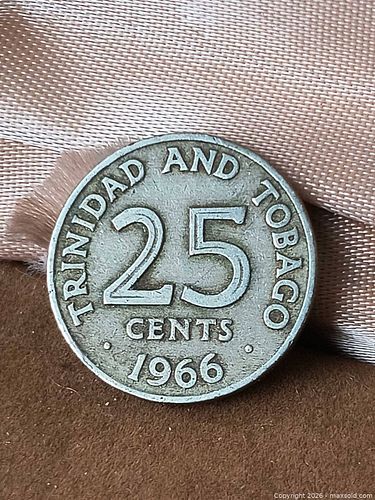 TRINIDAD AND TOBAGO
25
CENTS
· 1966 ·
Copyright 2026 - maxsold.com